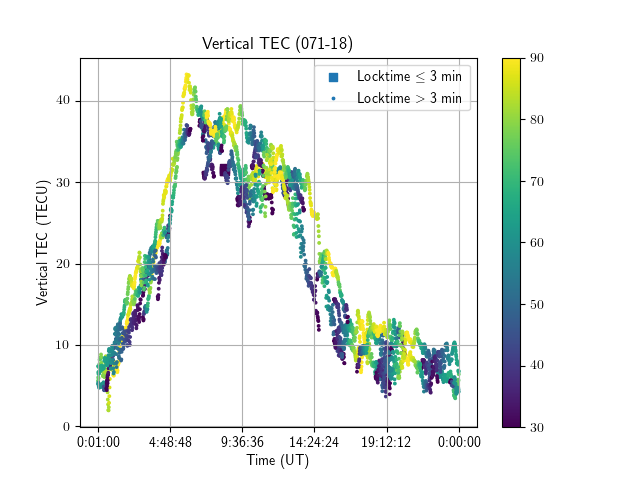 Vertical TEC (071-18)
Locktime ≤ 3 min
Locktime > 3 min
Vertical TEC (TECU)
40
30
20
10
0
0:01:00 4:48:48 9:36:36 14:24:24 19:12:12 0:00:00
Time (UT)
90
80
70
60
50
40
30